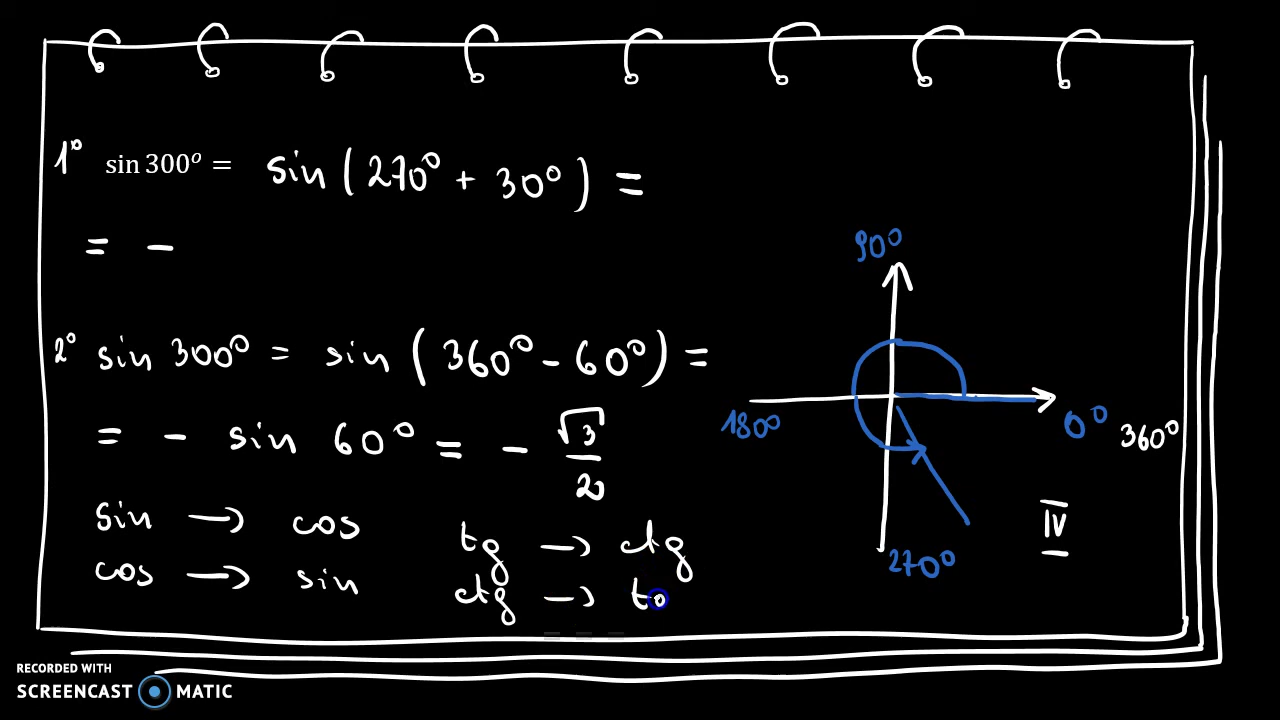 1° sin 300° = sin (270° + 30°) =
= −
2° sin 300° = sin (360° − 60°) =
= − sin 60° = − √3/2
sin → cos
cos → sin
tg → ctg
ctg → t
90°
180°
0° 360°
270°
IV
RECORDED WITH
SCREENCAST MATIC